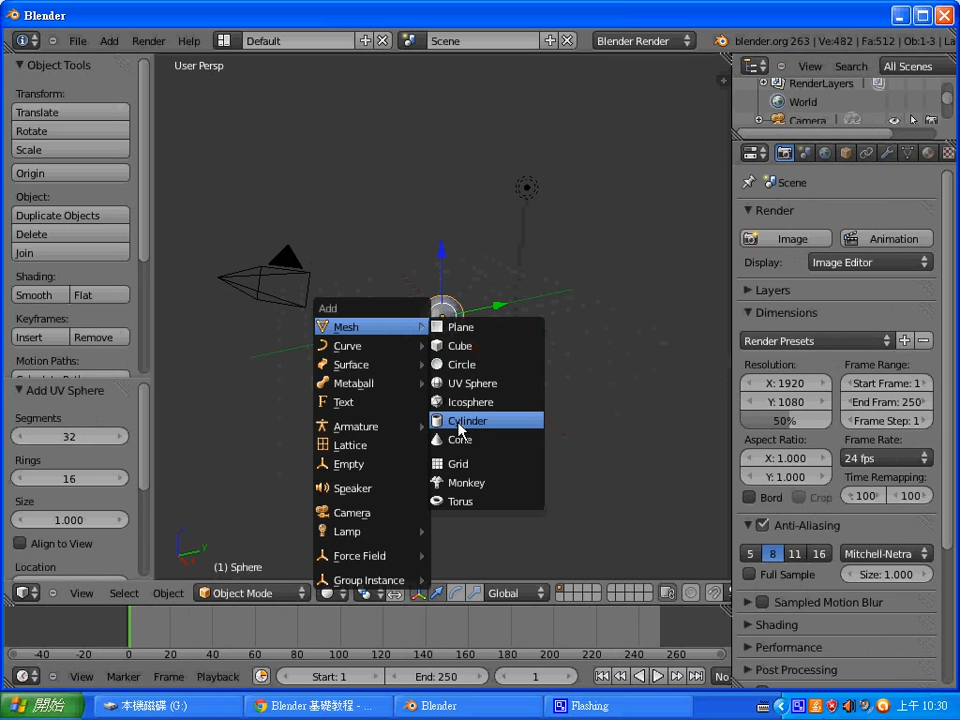 Blender
File Add Render Help Default Scene Blender Render blender.org 263 | Ve:482 | Fa:512 | Ob:1-3 | La
Object Tools
Transform:
Translate
Rotate
Scale
Origin
Object:
Duplicate Objects
Delete
Join
Shading:
Smooth Flat
Keyframes:
Insert Remove
Motion Paths:
Add UV Sphere
Segments
32
Rings
16
Size
1.000
Align to View
Location
User Persp
Add
Mesh
Curve
Surface
Metaball
Text
Armature
Lattice
Empty
Speaker
Camera
Lamp
Force Field
Group Instance
Plane
Cube
Circle
UV Sphere
Icosphere
Cylinder
Cone
Grid
Monkey
Torus
z y
(1) Sphere
View Select Object Object Mode Global
-40 -20 0 20 40 60 80 100 120 140 160 180 200 220 240 260
View Marker Frame Playback Start: 1 End: 250 1 No
View Search All Scenes
RenderLayers
World
Camera
Scene
Render
Image Animation
Display: Image Editor
Layers
Dimensions
Render Presets
Resolution: Frame Range:
X: 1920 Start Frame: 1
Y: 1080 End Fram: 250
50% Frame Step: 1
Aspect Ratio: Frame Rate:
X: 1.000 24 fps
Y: 1.000 Time Remapping:
Bord Crop : 100 : 100
Anti-Aliasing
5 8 11 16 Mitchell-Netra
Full Sample Size: 1.000
Sampled Motion Blur
Shading
Performance
Post Processing
開始 本機磁碟 (G:) Blender 基礎教程 - ... Blender Flashing 上午 10:30